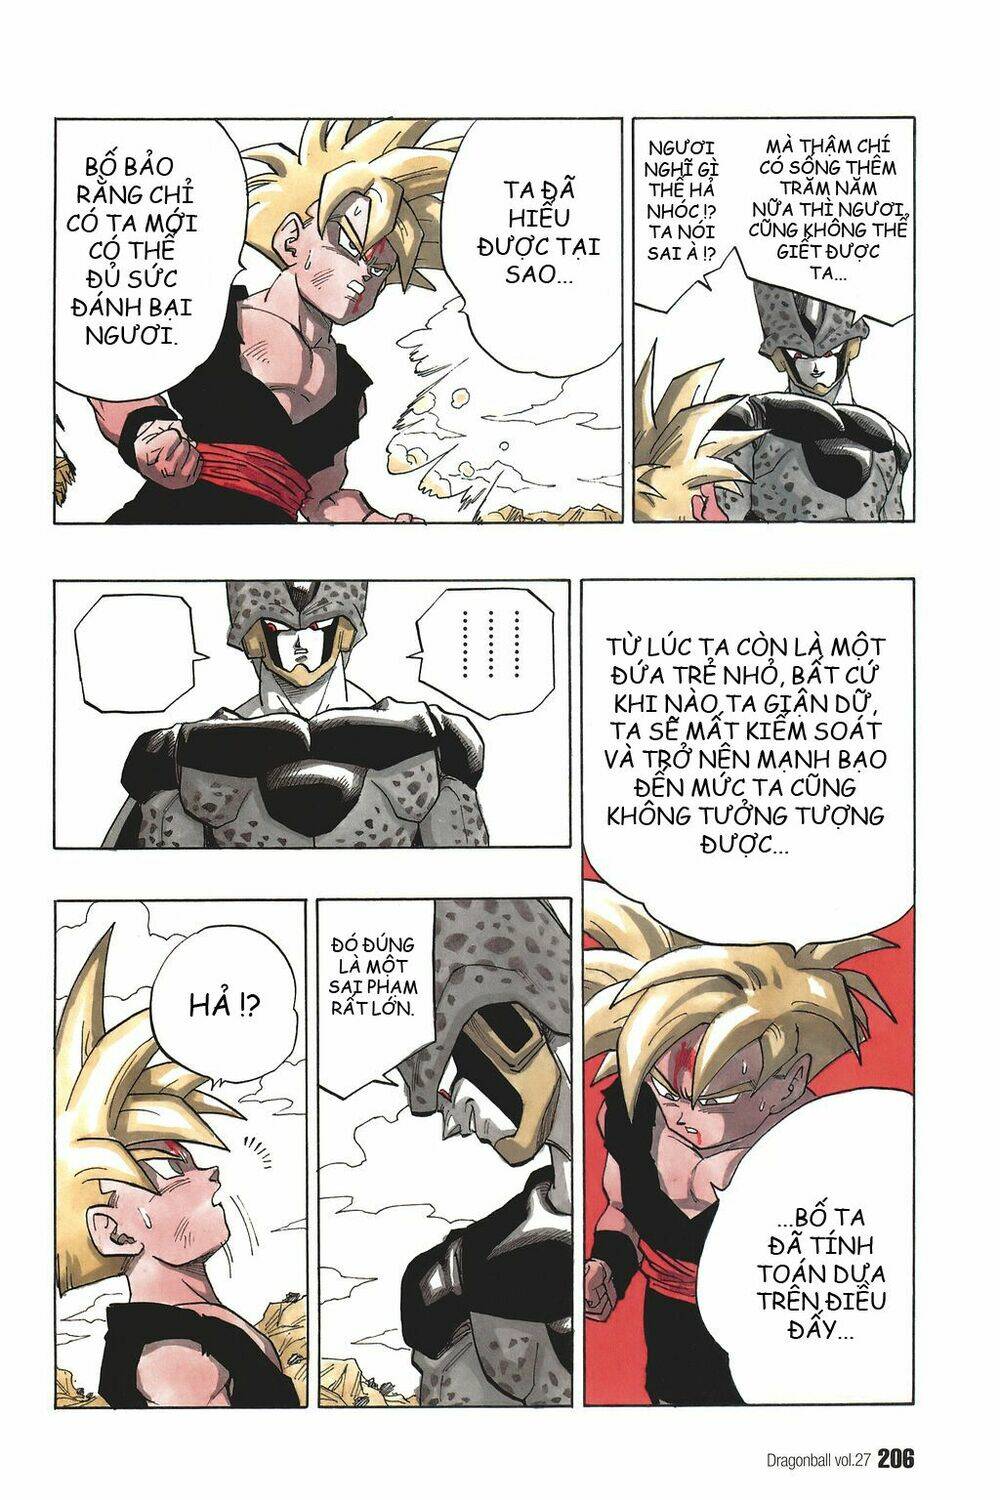 MÀ THẬM CHÍ
CÓ SỐNG THÊM
TRĂM NĂM
NỮA THÌ NGƯƠI
CŨNG KHÔNG THỂ
GIẾT ĐƯỢC
TA...
NGƯƠI
NGHĨ GÌ
THẾ HẢ
NHÓC !?
TA NÓI
SAI À !?
TA ĐÃ
HIỂU
ĐƯỢC TẠI
SAO...
BỐ BẢO
RẰNG CHỈ
CÓ TA MỚI
CÓ THỂ
ĐỦ SỨC
ĐÁNH BẠI
NGƯƠI.
TỪ LÚC TA CÒN LÀ MỘT
ĐỨA TRẺ NHỎ, BẤT CỨ
KHI NÀO TA GIẬN DỮ,
TA SẼ MẤT KIỂM SOÁT
VÀ TRỞ NÊN MẠNH BẠO
ĐẾN MỨC TA CŨNG
KHÔNG TƯỞNG TƯỢNG
ĐƯỢC...
...BỐ TA
ĐÃ TÍNH
TOÁN DỰA
TRÊN ĐIỀU
ĐẤY...
ĐÓ ĐÚNG
LÀ MỘT
SAI PHẠM
RẤT LỚN.
HẢ !?
Dragonball vol.27 206